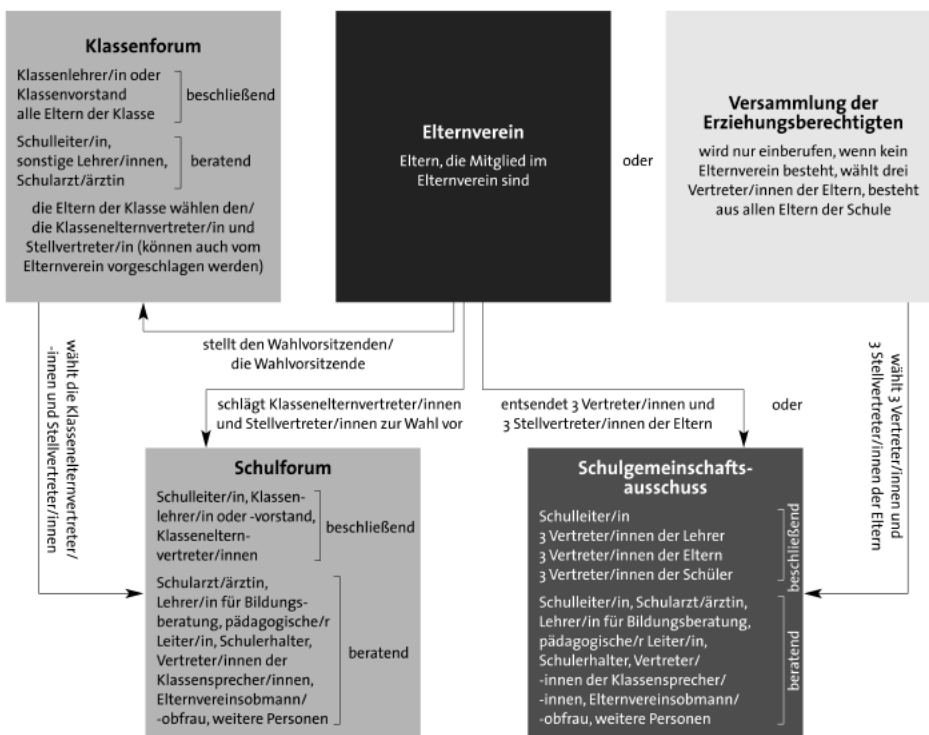 Klassenforum
Klassenlehrer/in oder
Klassenvorstand
alle Eltern der Klasse
beschließend
Schulleiter/in,
sonstige Lehrer/innen,
Schularzt/ärztin
beratend
die Eltern der Klasse wählen den/
die Klassenelternvertreter/in und
Stellvertreter/in (können auch vom
Elternverein vorgeschlagen werden)
Elternverein
Eltern, die Mitglied im
Elternverein sind
oder
Versammlung der
Erziehungsberechtigten
wird nur einberufen, wenn kein
Elternverein besteht, wählt drei
Vertreter/innen der Eltern, besteht
aus allen Eltern der Schule
wählt die Klassenelternvertreter/
-innen und Stellvertreter/innen
stellt den Wahlvorsitzenden/
die Wahlvorsitzende
schlägt Klassenelternvertreter/innen
und Stellvertreter/innen zur Wahl vor
entsendet 3 Vertreter/innen und
3 Stellvertreter/innen der Eltern
oder
wählt 3 Vertreter/innen und
3 Stellvertreter/innen der Eltern
Schulforum
Schulleiter/in, Klassen-
lehrer/in oder -vorstand,
Klasseneltern-
vertreter/innen
beschließend
Schularzt/ärztin,
Lehrer/in für Bildungs-
beratung, pädagogische/r
Leiter/in, Schulerhalter,
Vertreter/innen der
Klassensprecher/innen,
Elternvereinsobmann/
-obfrau, weitere Personen
beratend
Schulgemeinschafts-
ausschuss
Schulleiter/in
3 Vertreter/innen der Lehrer
3 Vertreter/innen der Eltern
3 Vertreter/innen der Schüler
beschließend
Schulleiter/in, Schularzt/ärztin,
Lehrer/in für Bildungsberatung,
pädagogische/r Leiter/in,
Schulerhalter, Vertreter/
-innen der Klassensprecher/
-innen, Elternvereinsobmann/
-obfrau, weitere Personen
beratend